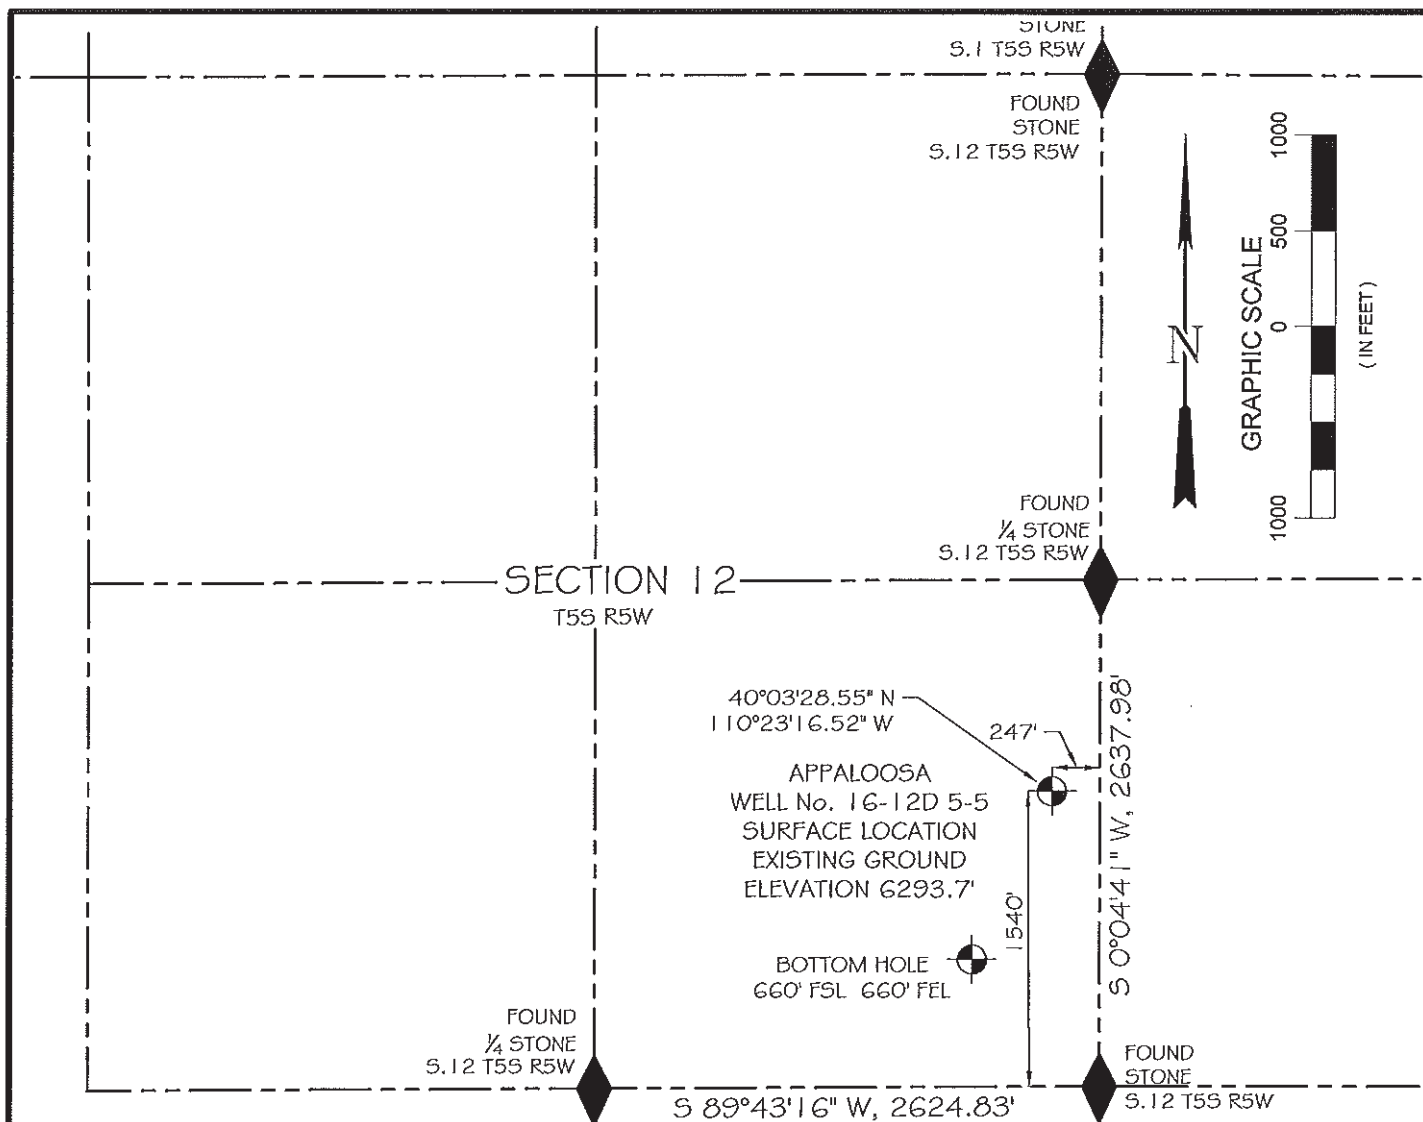 STONE
S.1 T5S R5W
FOUND
STONE
S.12 T5S R5W
1000
500
0
1000
GRAPHIC SCALE
( IN FEET )
N
FOUND
1/4 STONE
S.12 T5S R5W
SECTION 12
T5S R5W
40°03'28.55" N
110°23'16.52" W
247'
APPALOOSA
WELL No. 16-12D 5-5
SURFACE LOCATION
EXISTING GROUND
ELEVATION 6293.7'
1540'
S 0°04'41" W, 2637.98'
BOTTOM HOLE
660' FSL 660' FEL
FOUND
1/4 STONE
S.12 T5S R5W
S 89°43'16" W, 2624.83'
FOUND
STONE
S.12 T5S R5W